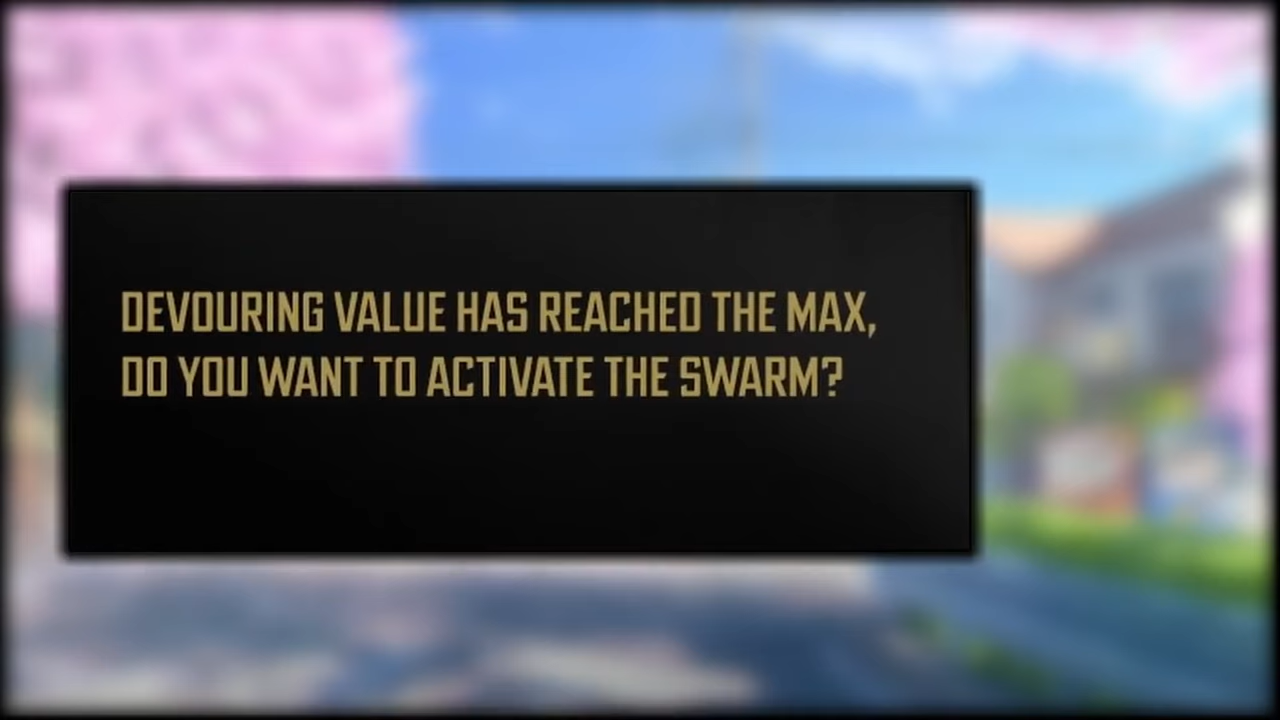 DEVOURING VALUE HAS REACHED THE MAX,
DO YOU WANT TO ACTIVATE THE SWARM?